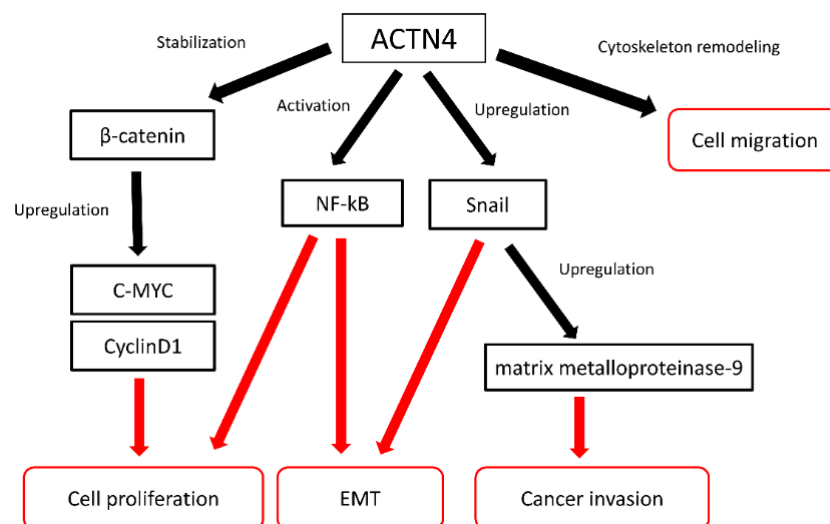 ACTN4
Stabilization
Cytoskeleton remodeling
Activation
Upregulation
β-catenin
Cell migration
NF-kB
Snail
Upregulation
Upregulation
C-MYC
CyclinD1
matrix metalloproteinase-9
Cell proliferation
EMT
Cancer invasion